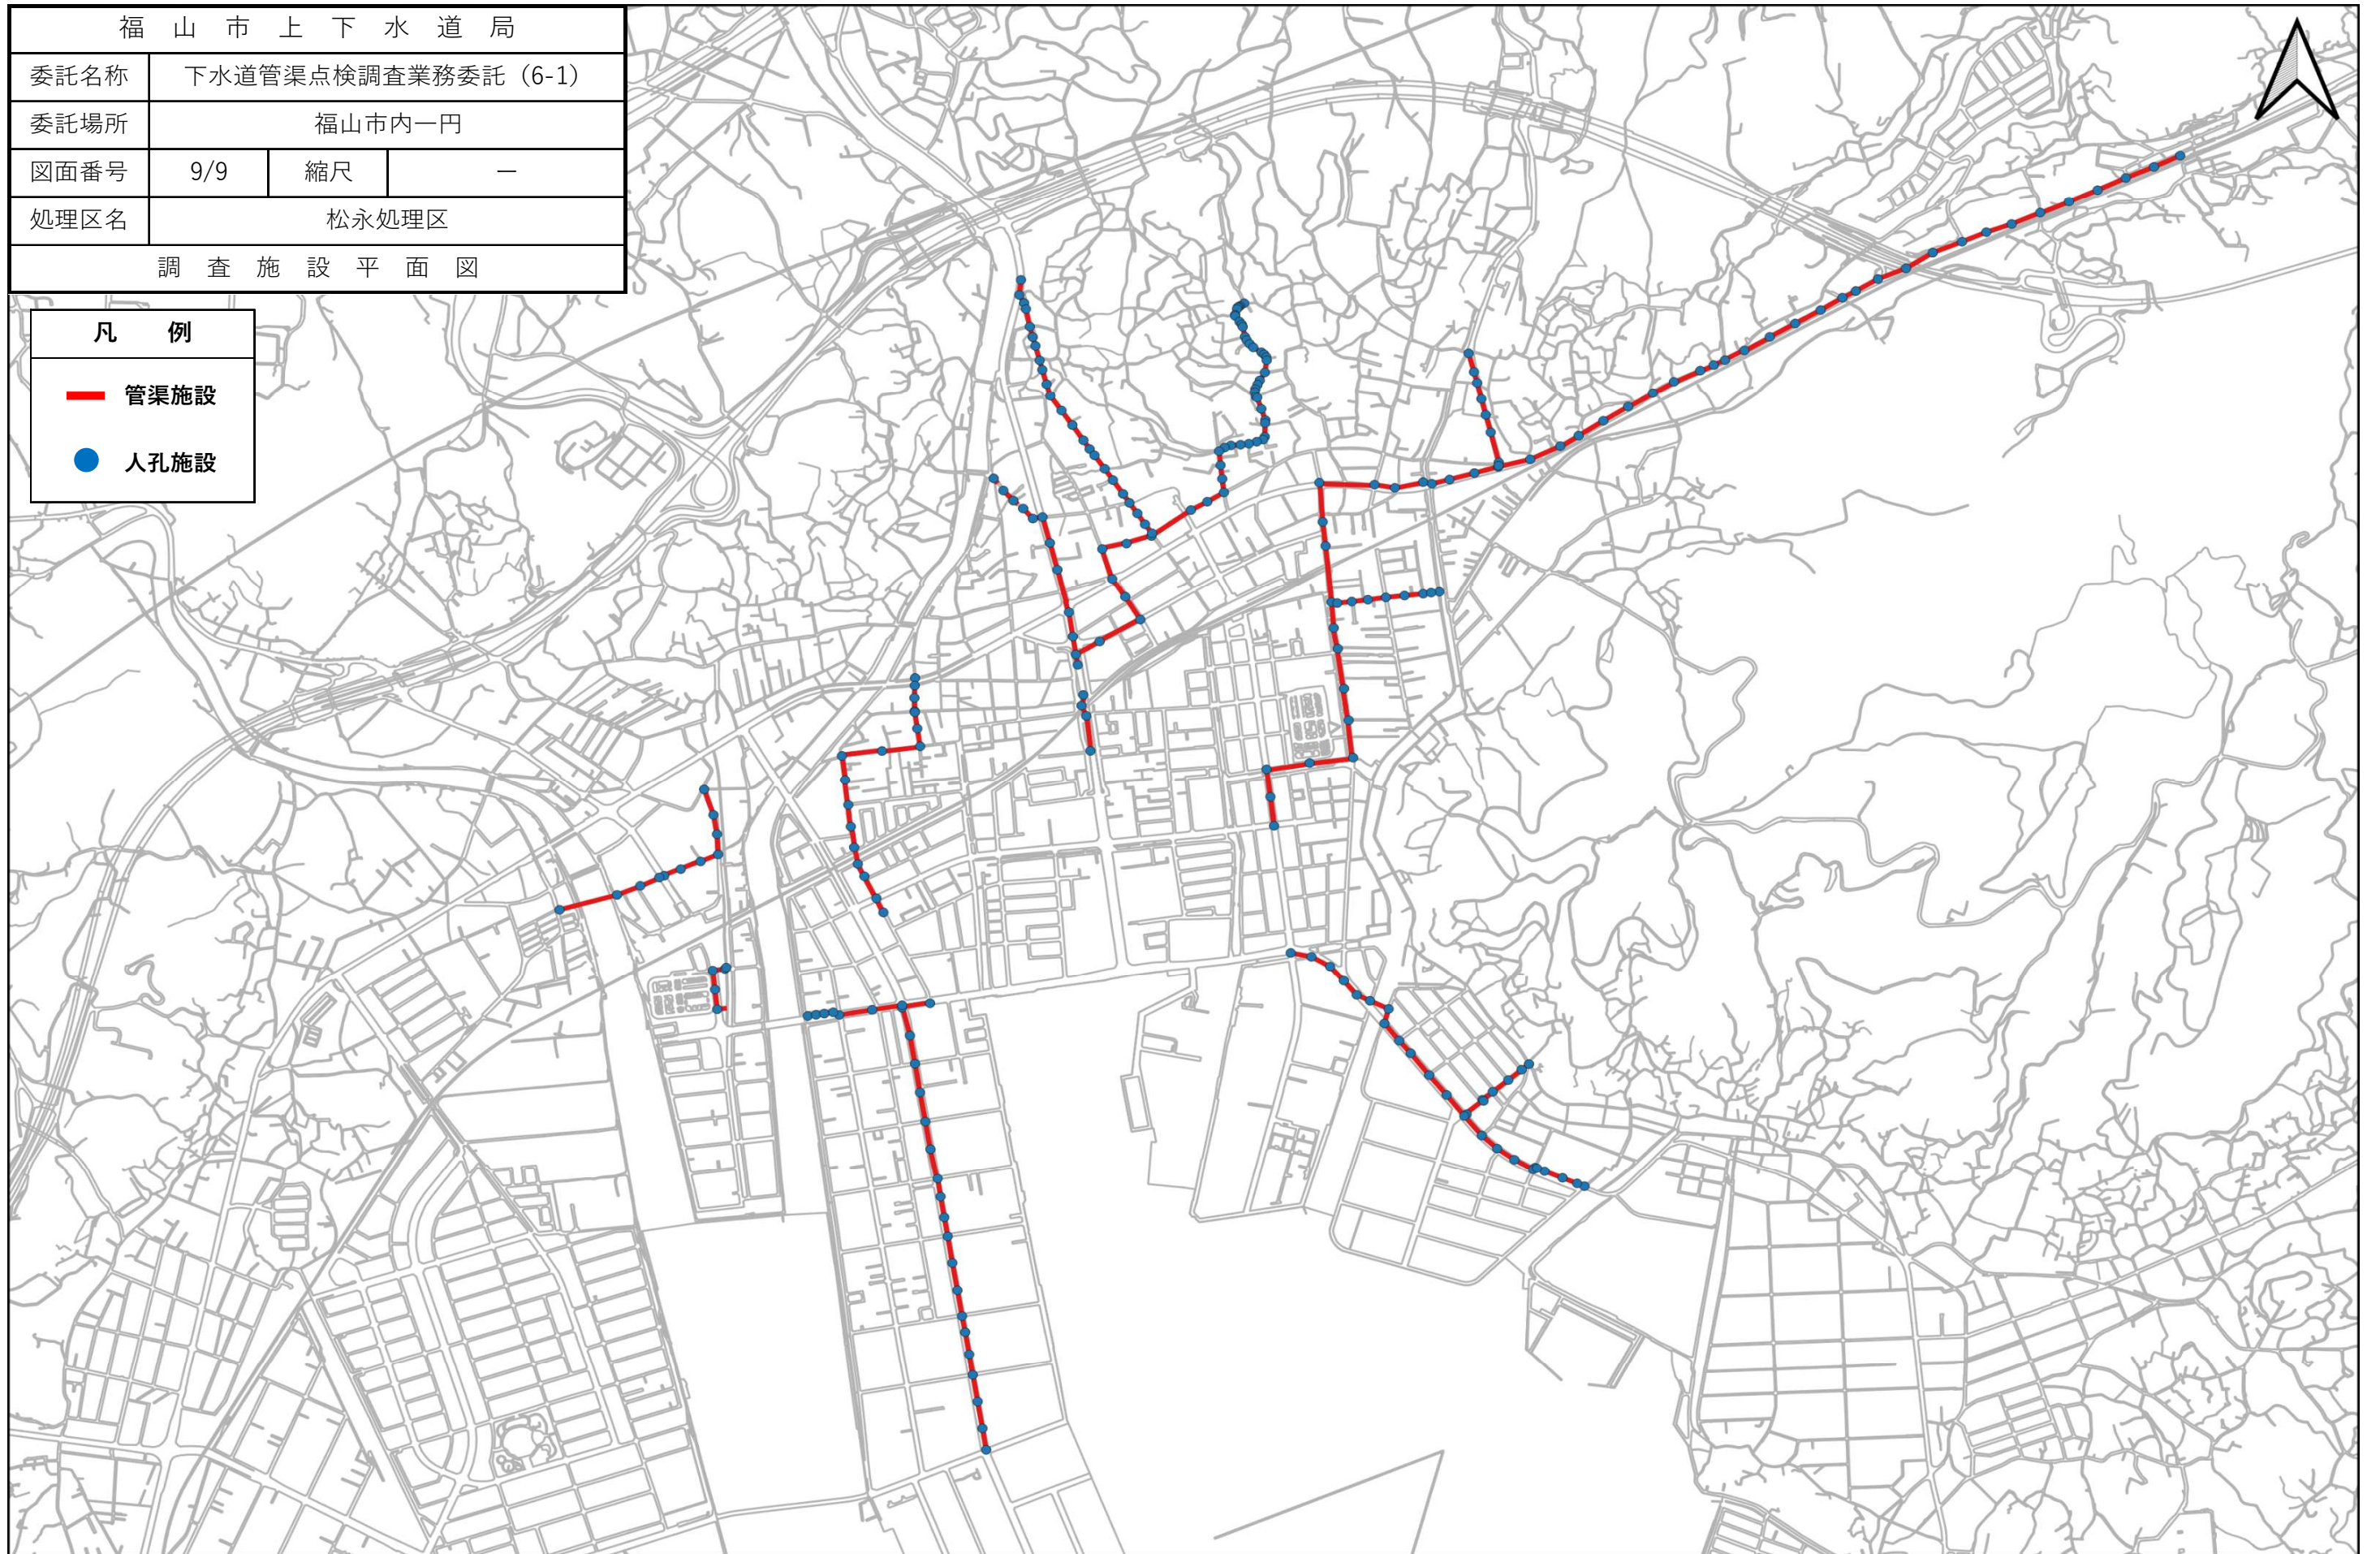 福山市上下水道局
委託名称 下水道管渠点検調査業務委託（6-1）
委託場所 福山市内一円
図面番号 9/9 縮尺 －
処理区名 松永処理区
調査施設平面図
凡例
管渠施設
人孔施設